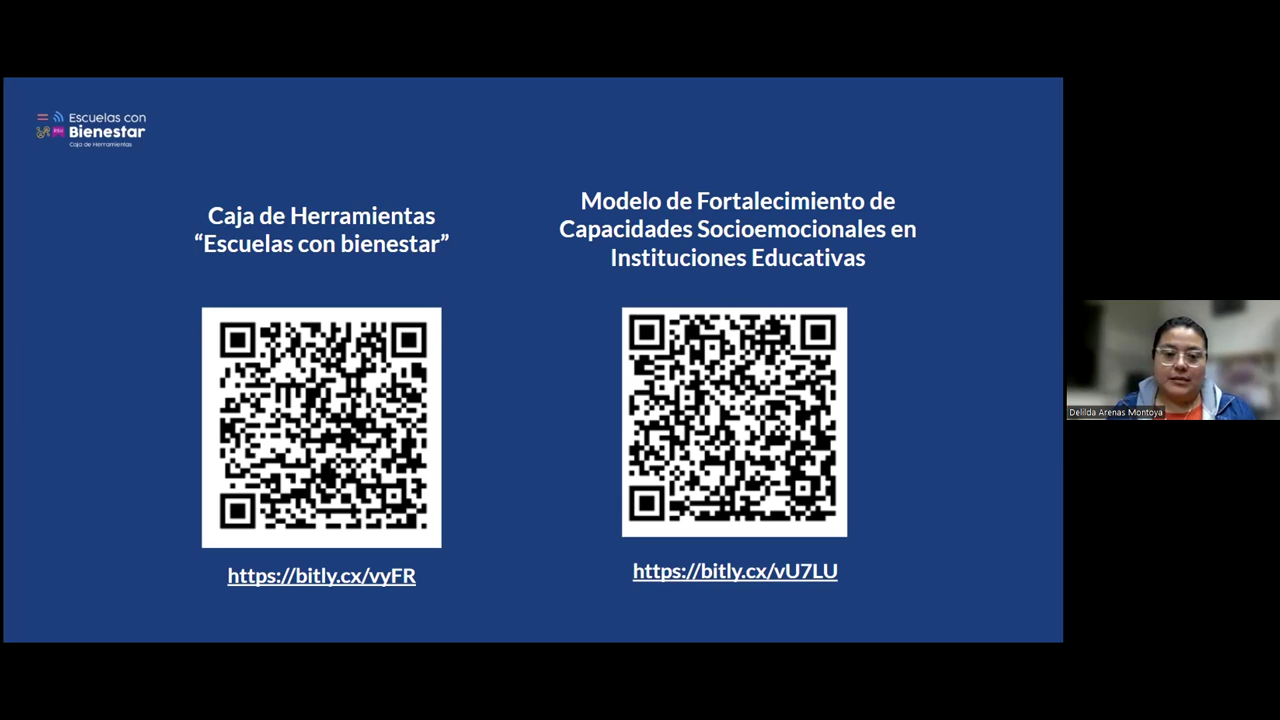 Escuelas con
Bienestar
Caja de Herramientas
Caja de Herramientas
“Escuelas con bienestar”
https://bitly.cx/vyFR
Modelo de Fortalecimiento de
Capacidades Socioemocionales en
Instituciones Educativas
https://bitly.cx/vU7LU
Delilda Arenas Montoya